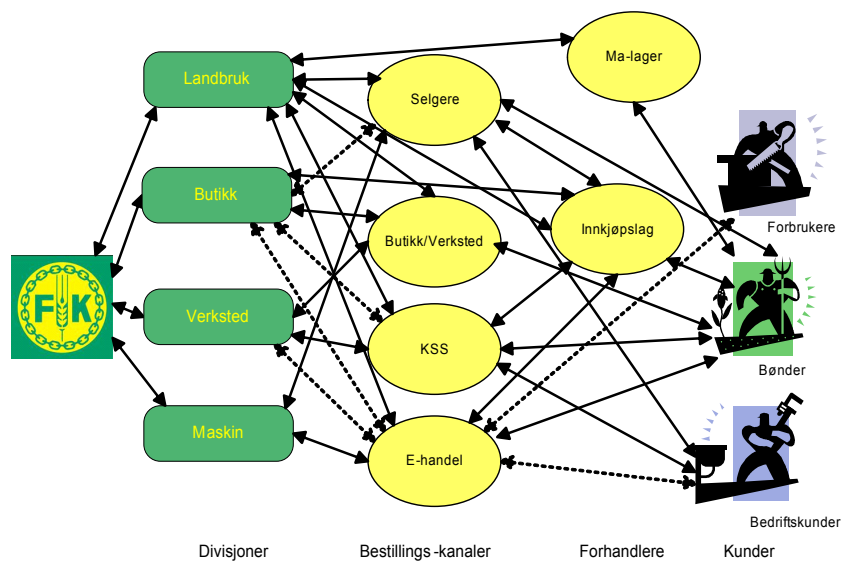 Landbruk
Ma-lager
Selgere
Butikk
Forbrukere
Butikk/Verksted
Innkjøpslag
FK
Verksted
KSS
Bønder
Maskin
E-handel
Bedriftskunder
Divisjoner
Bestillings -kanaler
Forhandlere
Kunder